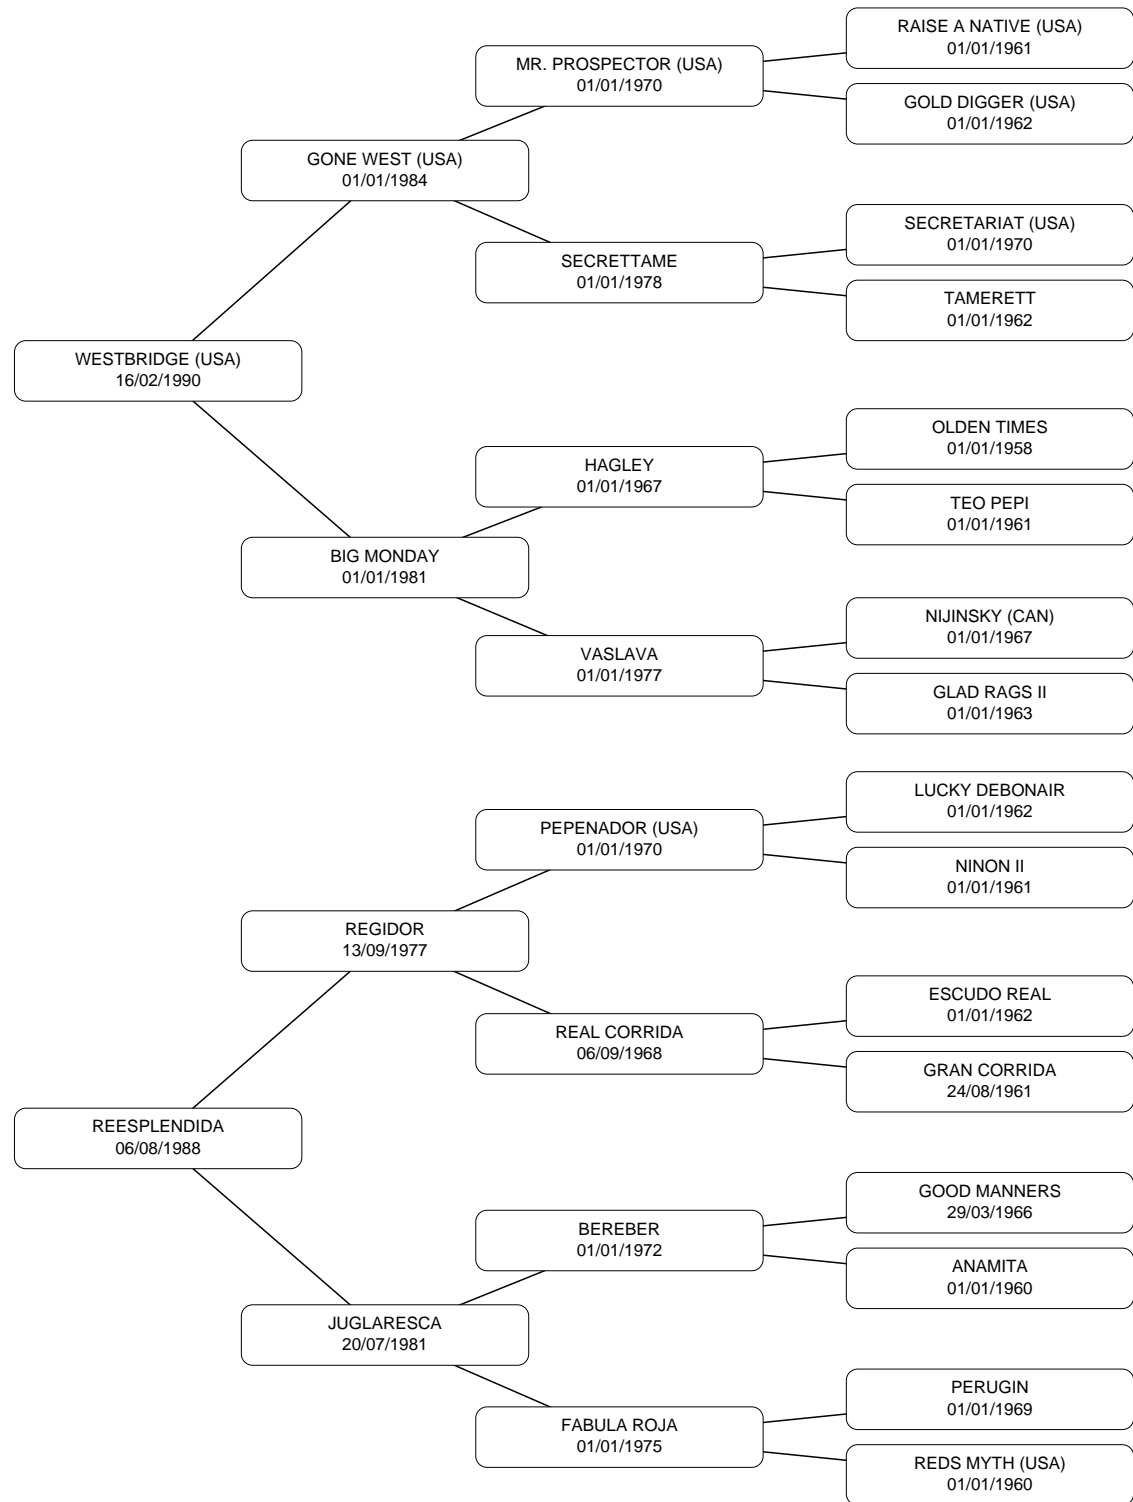 RAISE A NATIVE (USA)
01/01/1961
MR. PROSPECTOR (USA)
01/01/1970
GOLD DIGGER (USA)
01/01/1962
GONE WEST (USA)
01/01/1984
SECRETARIAT (USA)
01/01/1970
SECRETTAME
01/01/1978
TAMERETT
01/01/1962
WESTBRIDGE (USA)
16/02/1990
OLDEN TIMES
01/01/1958
HAGLEY
01/01/1967
TEO PEPI
01/01/1961
BIG MONDAY
01/01/1981
NIJINSKY (CAN)
01/01/1967
VASLAVA
01/01/1977
GLAD RAGS II
01/01/1963
LUCKY DEBONAIR
01/01/1962
PEPENADOR (USA)
01/01/1970
NINON II
01/01/1961
REGIDOR
13/09/1977
ESCUDO REAL
01/01/1962
REAL CORRIDA
06/09/1968
GRAN CORRIDA
24/08/1961
REESPLENDIDA
06/08/1988
GOOD MANNERS
29/03/1966
BEREBER
01/01/1972
ANAMITA
01/01/1960
JUGLARESCA
20/07/1981
PERUGIN
01/01/1969
FABULA ROJA
01/01/1975
REDS MYTH (USA)
01/01/1960